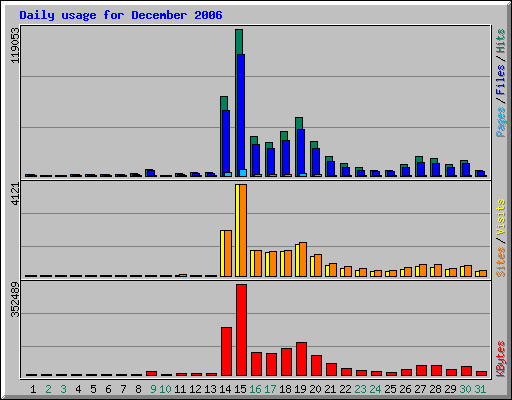 Daily usage for December 2006
119053
Pages / Files / Hits
4121
Sites / Visits
352489
KBytes
1 2 3 4 5 6 7 8 9 10 11 12 13 14 15 16 17 18 19 20 21 22 23 24 25 26 27 28 29 30 31